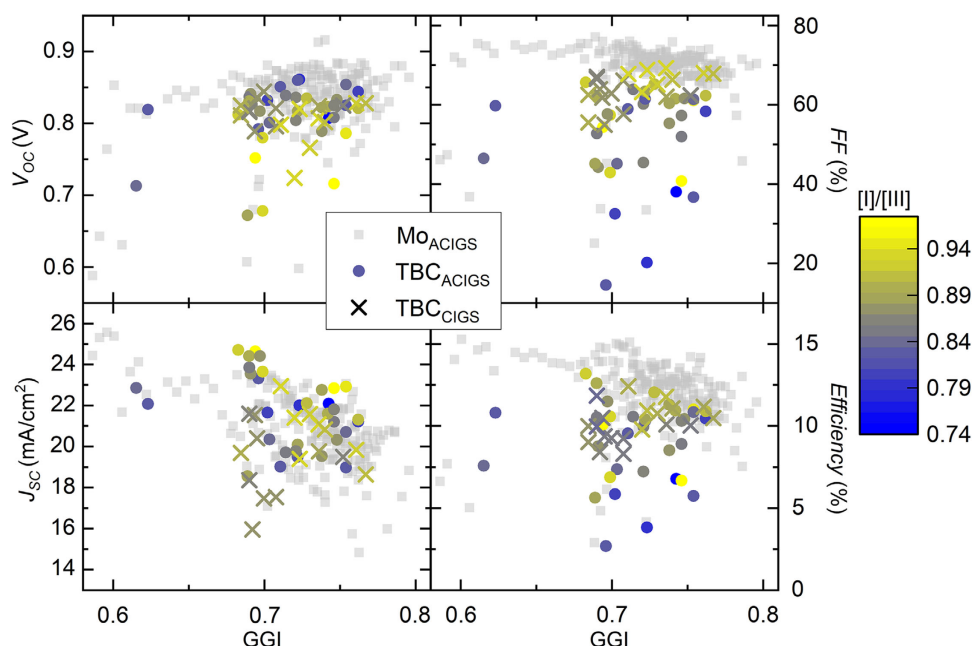 0.9
0.8
0.7
0.6
V_OC (V)
80
60
40
20
FF (%)
Mo_ACIGS
TBC_ACIGS
TBC_CIGS
[I]/[III]
0.94
0.89
0.84
0.79
0.74
26
24
22
20
18
16
14
J_SC (mA/cm²)
15
10
5
0
Efficiency (%)
0.6 0.7 0.8 0.6 0.7 0.8
GGI GGI